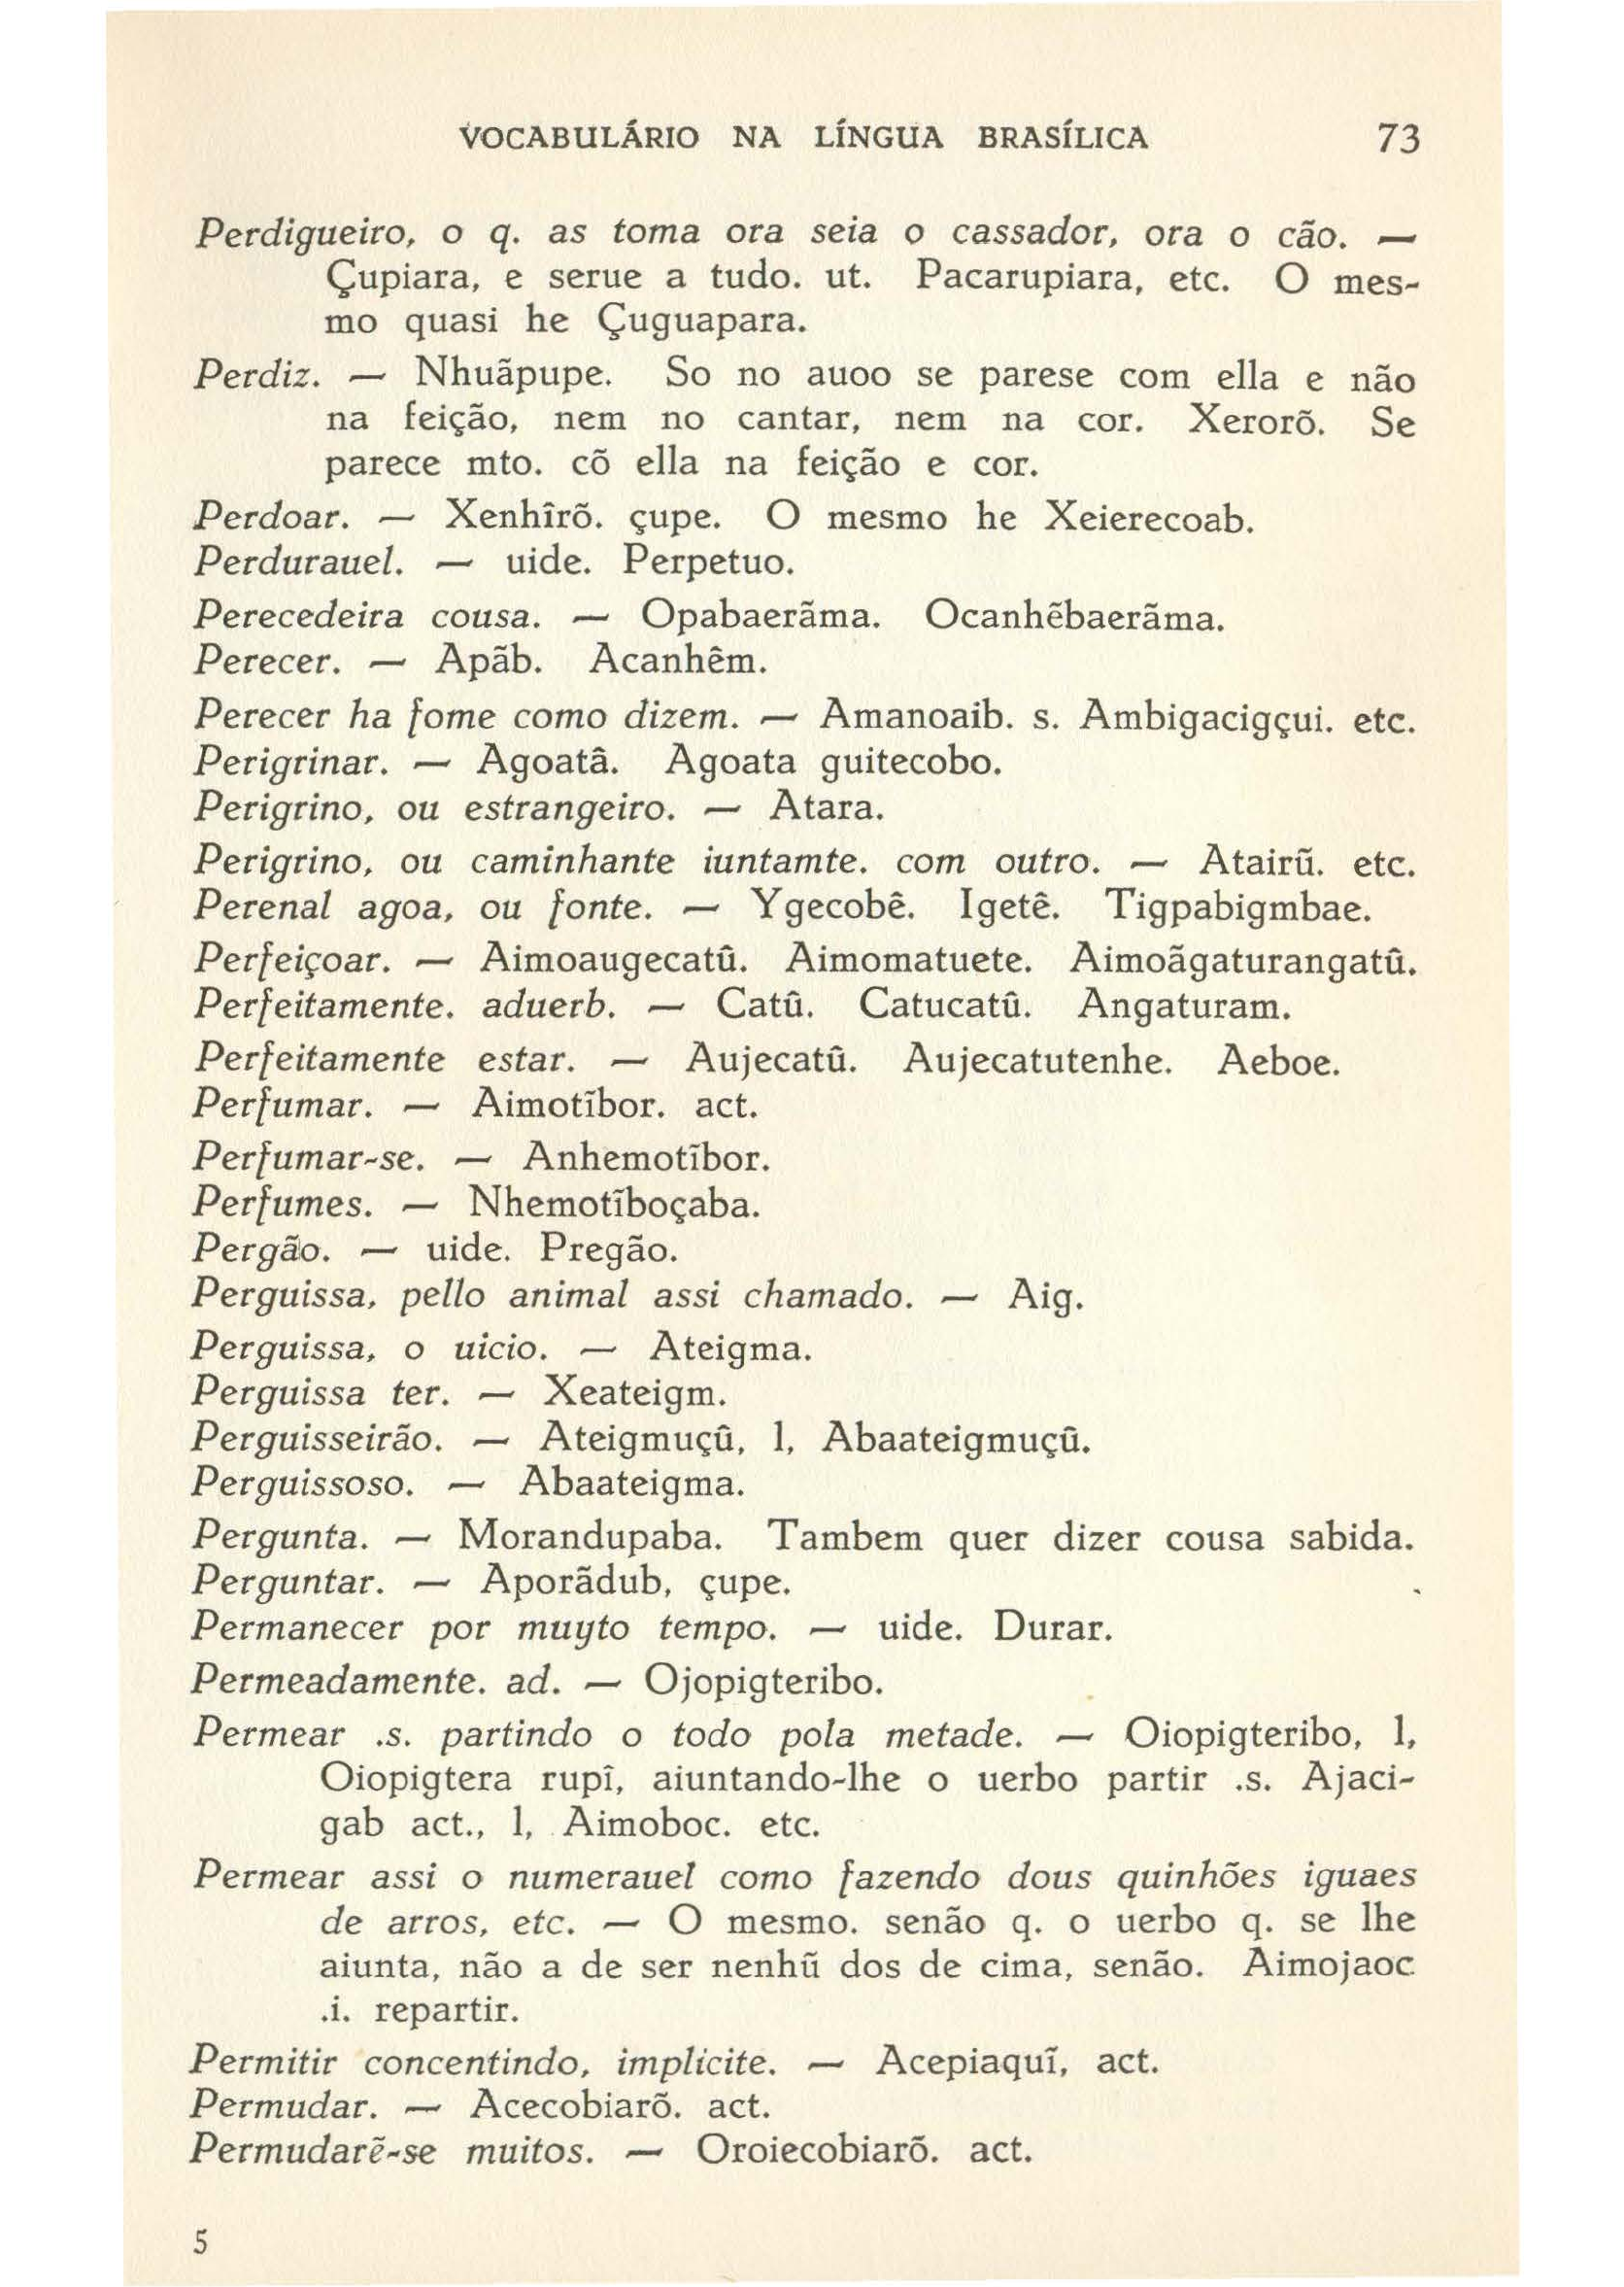 VOCABULÁRIO NA LÍNGUA BRASÍLICA 73
Perdigueiro, o q. as toma ora seia o cassador, ora o cão. —
Çupiara, e serue a tudo. ut. Pacarupiara, etc. O mes-
mo quasi he Çuguapara.
Perdiz. — Nhuãpupe. So no auoo se parese com ella e não
na feição, nem no cantar, nem na cor. Xerorõ. Se
parece mto. cõ ella na feição e cor.
Perdoar. — Xenhîrõ. çupe. O mesmo he Xeierecoab.
Perdurauel. — uide. Perpetuo.
Perecedeira cousa. — Opabaerãma. Ocanhẽbaerãma.
Perecer. — Apãb. Acanhêm.
Perecer ha fome como dizem. — Amanoaib. s. Ambigacigçui. etc.
Perigrinar. — Agoatâ. Agoata guitecobo.
Perigrino, ou estrangeiro. — Atara.
Perigrino, ou caminhante iuntamte. com outro. — Atairũ. etc.
Perenal agoa, ou fonte. — Ygecobê. Igetê. Tigpabigmbae.
Perfeiçoar. — Aimoaugecatû. Aimomatuete. Aimoãgaturangatû.
Perfeitamente. aduerb. — Catû. Catucatû. Angaturam.
Perfeitamente estar. — Aujecatû. Aujecatutenhe. Aeboe.
Perfumar. — Aimotĩbor. act.
Perfumar-se. — Anhemotĩbor.
Perfumes. — Nhemotĩboçaba.
Pergão. — uide. Pregão.
Perguissa, pello animal assi chamado. — Aig.
Perguissa, o uicio. — Ateigma.
Perguissa ter. — Xeateigm.
Perguisseirão. — Ateigmuçû, l, Abaateigmuçû.
Perguissoso. — Abaateigma.
Pergunta. — Morandupaba. Tambem quer dizer cousa sabida.
Perguntar. — Aporãdub, çupe.
Permanecer por muyto tempo. — uide. Durar.
Permeadamente. ad. — Ojopigteribo.
Permear .s. partindo o todo pola metade. — Oiopigteribo, l,
Oiopigtera rupî, aiuntando-lhe o uerbo partir .s. Ajaci-
gab act., l, Aimoboc. etc.
Permear assi o numerauel como fazendo dous quinhões iguaes
de arros, etc. — O mesmo. senão q. o uerbo q. se lhe
aiunta, não a de ser nenhũ dos de cima, senão. Aimojaoc
.i. repartir.
Permitir concentindo, implicite. — Acepiaquĩ, act.
Permudar. — Acecobiarõ. act.
Permudarẽ-se muitos. — Oroiecobiarõ. act.
5